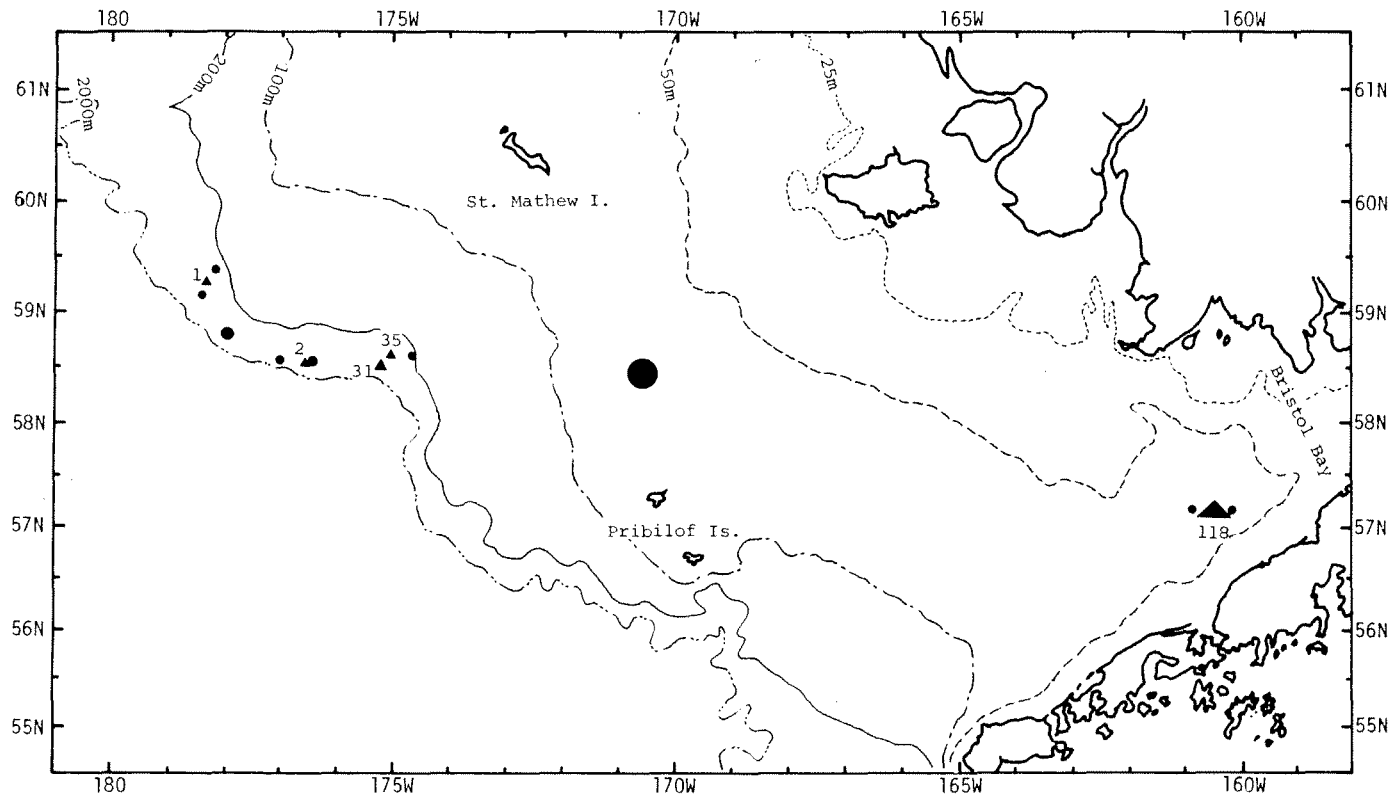 180 175W 170W 165W 160W
200m
100m
50m
25m
2000m
61N 61N
60N 60N
St. Mathew I.
59N 59N
1
2
35
31
58N 58N
Bristol Bay
57N 57N
Pribilof Is.
118
56N 56N
55N 55N
180 175W 170W 165W 160W